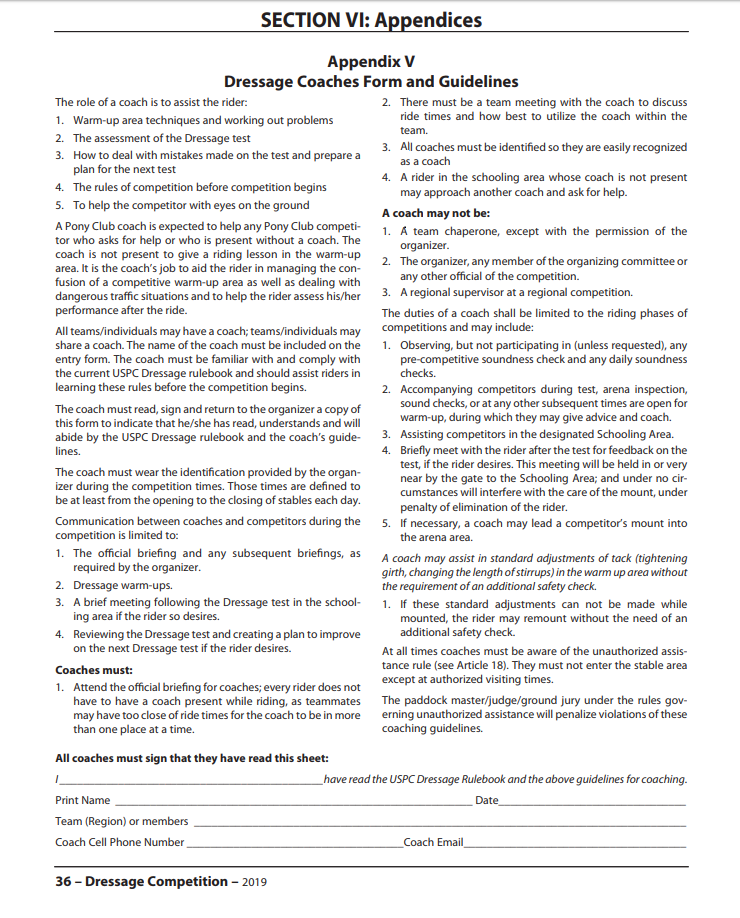 SECTION VI: Appendices
Appendix V
Dressage Coaches Form and Guidelines
The role of a coach is to assist the rider:
1. Warm-up area techniques and working out problems
2. The assessment of the Dressage test
3. How to deal with mistakes made on the test and prepare a
plan for the next test
4. The rules of competition before competition begins
5. To help the competitor with eyes on the ground
A Pony Club coach is expected to help any Pony Club competi-
tor who asks for help or who is present without a coach. The
coach is not present to give a riding lesson in the warm-up
area. It is the coach's job to aid the rider in managing the con-
fusion of a competitive warm-up area as well as dealing with
dangerous traffic situations and to help the rider assess his/her
performance after the ride.
All teams/individuals may have a coach; teams/individuals may
share a coach. The name of the coach must be included on the
entry form. The coach must be familiar with and comply with
the current USPC Dressage rulebook and should assist riders in
learning these rules before the competition begins.
The coach must read, sign and return to the organizer a copy of
this form to indicate that he/she has read, understands and will
abide by the USPC Dressage rulebook and the coach's guide-
lines.
The coach must wear the identification provided by the organ-
izer during the competition times. Those times are defined to
be at least from the opening to the closing of stables each day.
Communication between coaches and competitors during the
competition is limited to:
1. The official briefing and any subsequent briefings, as
required by the organizer.
2. Dressage warm-ups.
3. A brief meeting following the Dressage test in the school-
ing area if the rider so desires.
4. Reviewing the Dressage test and creating a plan to improve
on the next Dressage test if the rider desires.
Coaches must:
1. Attend the official briefing for coaches; every rider does not
have to have a coach present while riding, as teammates
may have too close of ride times for the coach to be in more
than one place at a time.
2. There must be a team meeting with the coach to discuss
ride times and how best to utilize the coach within the
team.
3. All coaches must be identified so they are easily recognized
as a coach
4. A rider in the schooling area whose coach is not present
may approach another coach and ask for help.
A coach may not be:
1. A team chaperone, except with the permission of the
organizer.
2. The organizer, any member of the organizing committee or
any other official of the competition.
3. A regional supervisor at a regional competition.
The duties of a coach shall be limited to the riding phases of
competitions and may include:
1. Observing, but not participating in (unless requested), any
pre-competitive soundness check and any daily soundness
checks.
2. Accompanying competitors during test, arena inspection,
sound checks, or at any other subsequent times are open for
warm-up, during which they may give advice and coach.
3. Assisting competitors in the designated Schooling Area.
4. Briefly meet with the rider after the test for feedback on the
test, if the rider desires. This meeting will be held in or very
near by the gate to the Schooling Area; and under no cir-
cumstances will interfere with the care of the mount, under
penalty of elimination of the rider.
5. If necessary, a coach may lead a competitor's mount into
the arena area.
A coach may assist in standard adjustments of tack (tightening
girth, changing the length of stirrups) in the warm up area without
the requirement of an additional safety check.
1. If these standard adjustments can not be made while
mounted, the rider may remount without the need of an
additional safety check.
At all times coaches must be aware of the unauthorized assis-
tance rule (see Article 18). They must not enter the stable area
except at authorized visiting times.
The paddock master/judge/ground jury under the rules gov-
erning unauthorized assistance will penalize violations of these
coaching guidelines.
All coaches must sign that they have read this sheet:
I have read the USPC Dressage Rulebook and the above guidelines for coaching.
Print Name Date
Team (Region) or members
Coach Cell Phone Number Coach Email
36 – Dressage Competition – 2019